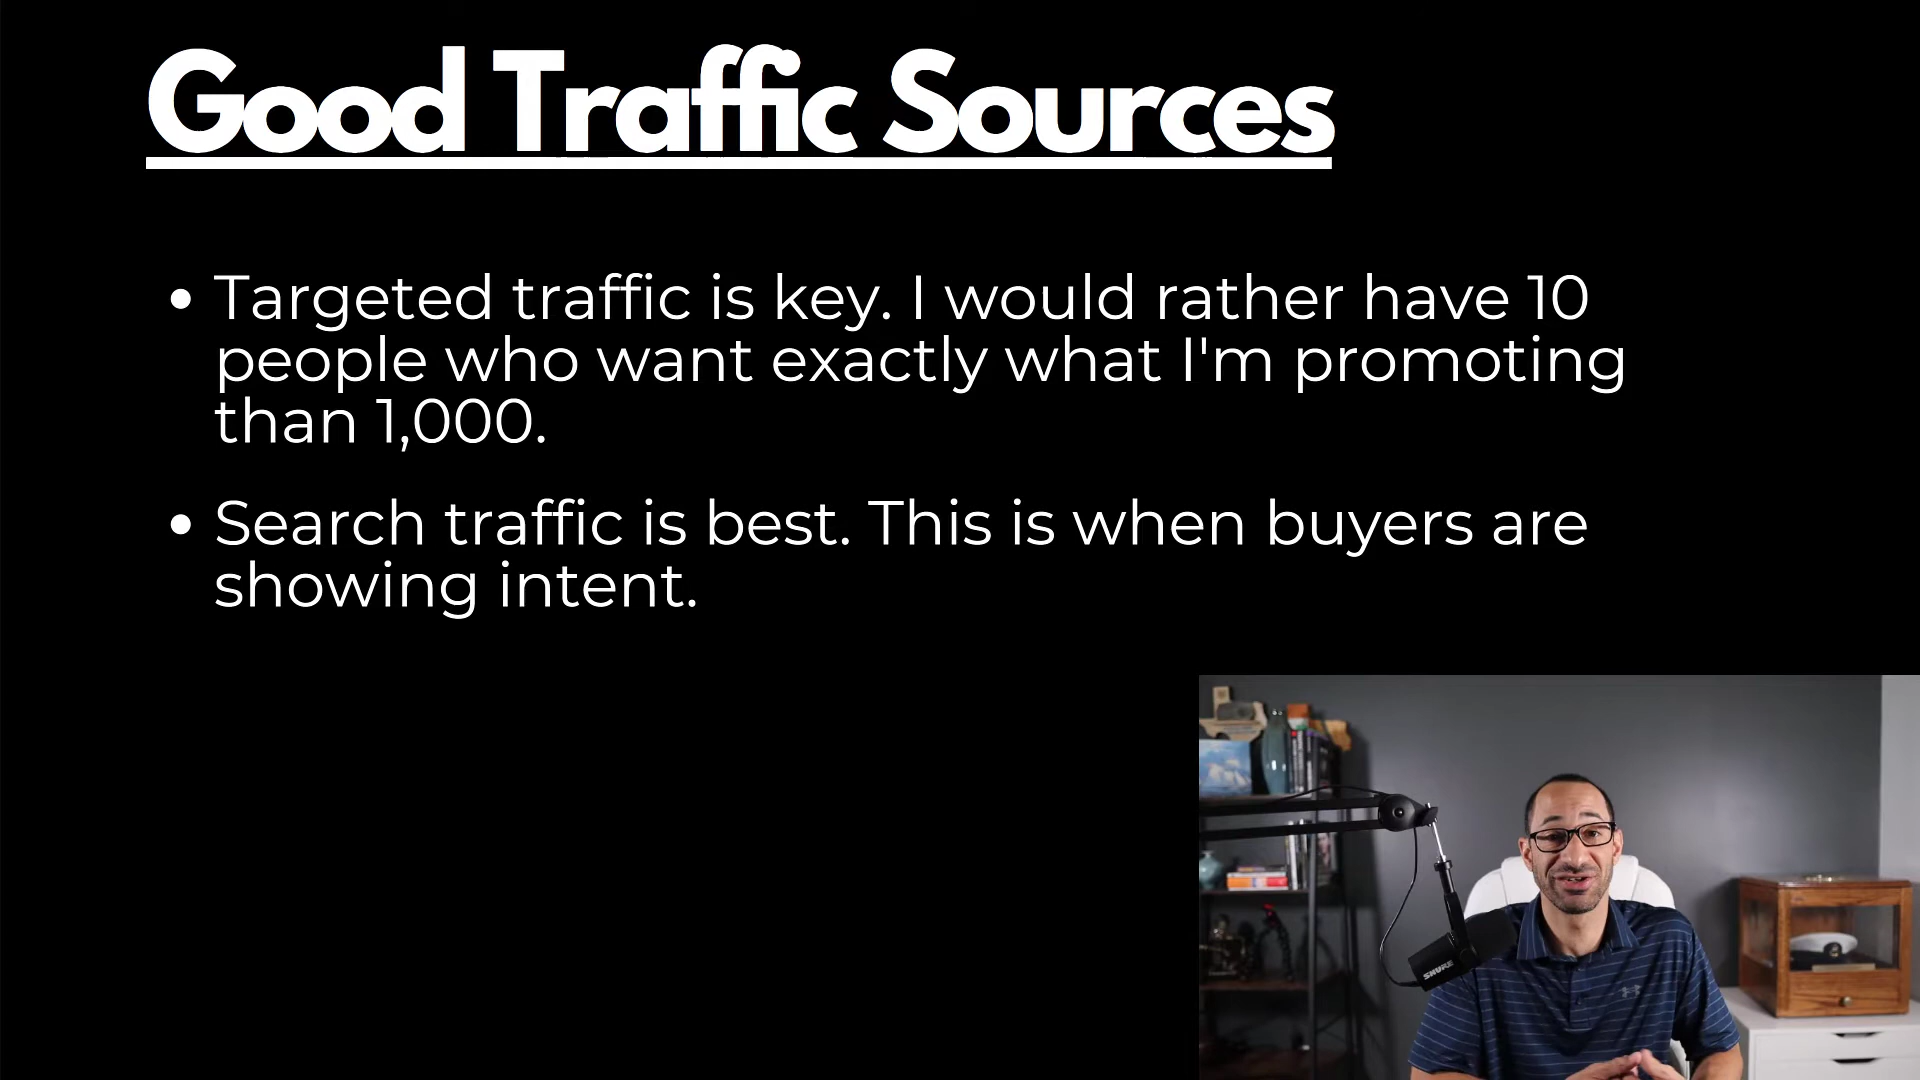 Good Traffic Sources
• Targeted traffic is key. I would rather have 10
people who want exactly what I'm promoting
than 1,000.
• Search traffic is best. This is when buyers are
showing intent.
SHURE